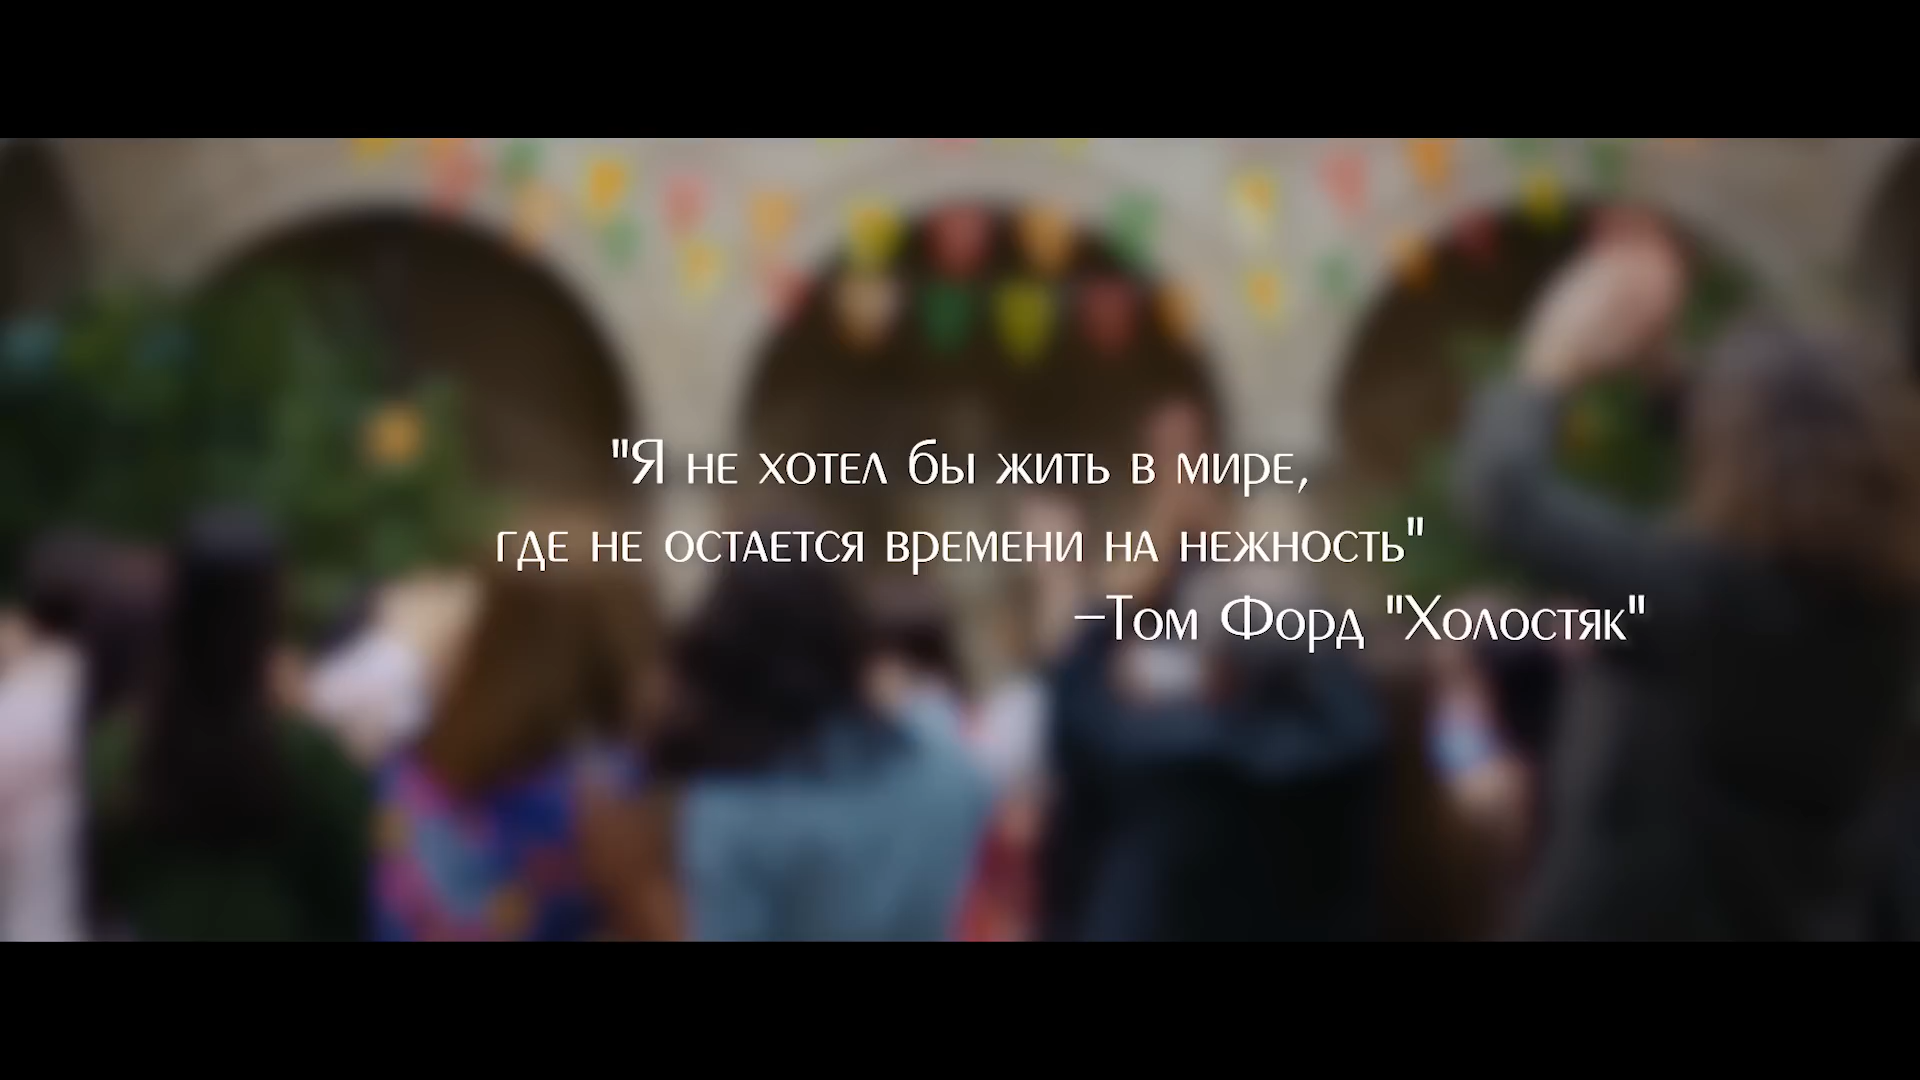 "Я не хотел бы жить в мире,
где не остается времени на нежность"
—Том Форд "Холостяк"